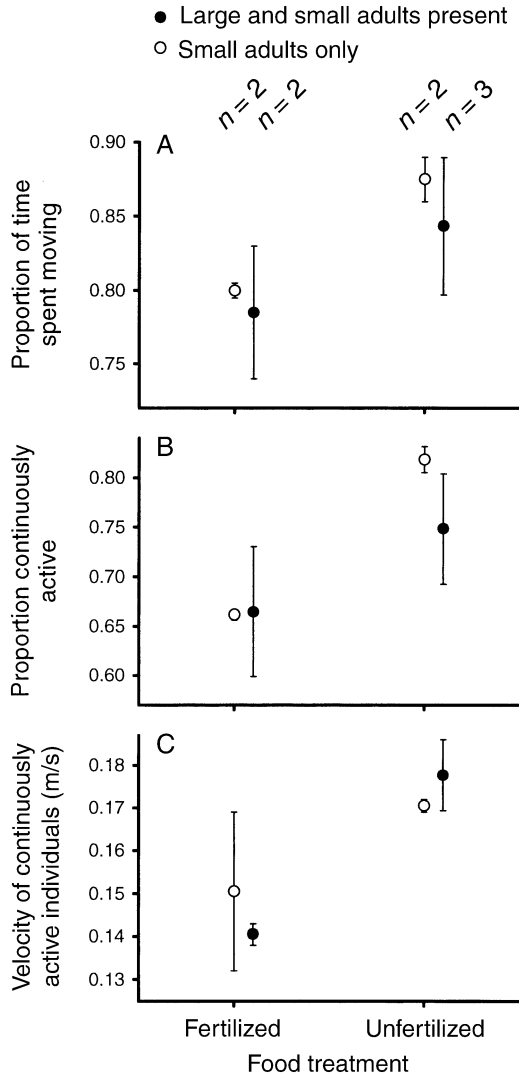 Large and small adults present
Small adults only
n = 2 n = 2 n = 2 n = 3
A
0.90
0.85
0.80
0.75
Proportion of time
spent moving
B
0.80
0.75
0.70
0.65
0.60
Proportion continuously
active
C
0.18
0.17
0.16
0.15
0.14
0.13
Velocity of continuously
active individuals (m/s)
Fertilized Unfertilized
Food treatment